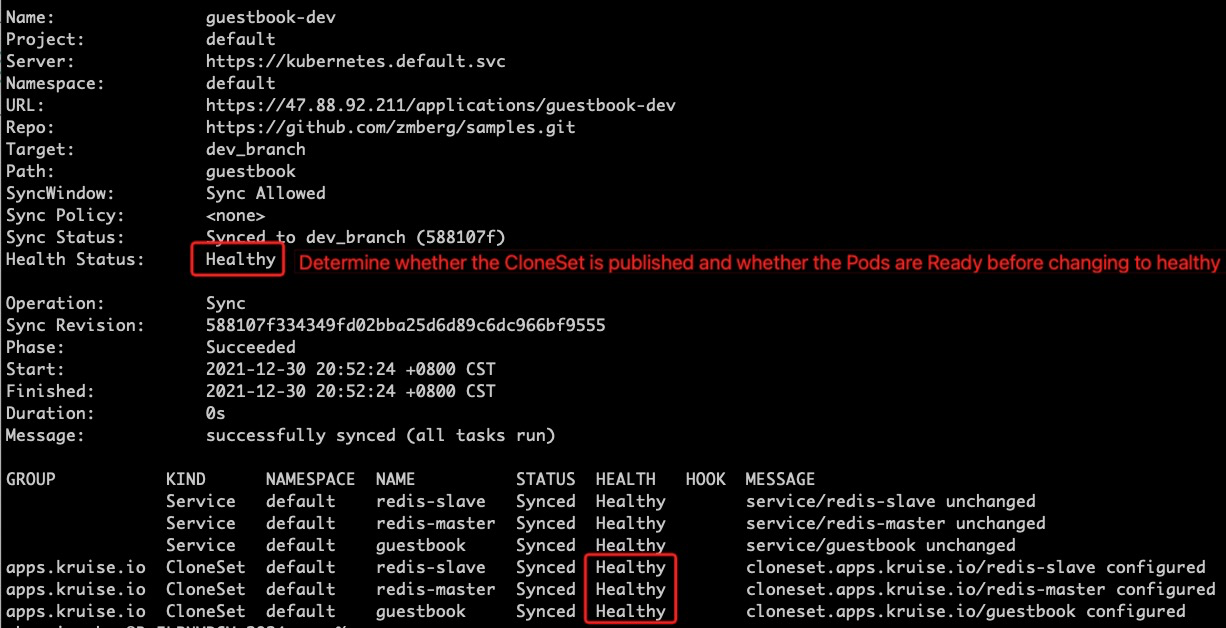 Name: guestbook-dev
Project: default
Server: https://kubernetes.default.svc
Namespace: default
URL: https://47.88.92.211/applications/guestbook-dev
Repo: https://github.com/zmberg/samples.git
Target: dev_branch
Path: guestbook
SyncWindow: Sync Allowed
Sync Policy: <none>
Sync Status: Synced to dev_branch (588107f)
Health Status: Healthy Determine whether the CloneSet is published and whether the Pods are Ready before changing to healthy
Operation: Sync
Sync Revision: 588107f334349fd02bba25d6d89c6dc966bf9555
Phase: Succeeded
Start: 2021-12-30 20:52:24 +0800 CST
Finished: 2021-12-30 20:52:24 +0800 CST
Duration: 0s
Message: successfully synced (all tasks run)
GROUP KIND NAMESPACE NAME STATUS HEALTH HOOK MESSAGE
Service default redis-slave Synced Healthy service/redis-slave unchanged
Service default redis-master Synced Healthy service/redis-master unchanged
Service default guestbook Synced Healthy service/guestbook unchanged
apps.kruise.io CloneSet default redis-slave Synced Healthy cloneset.apps.kruise.io/redis-slave configured
apps.kruise.io CloneSet default redis-master Synced Healthy cloneset.apps.kruise.io/redis-master configured
apps.kruise.io CloneSet default guestbook Synced Healthy cloneset.apps.kruise.io/guestbook configured